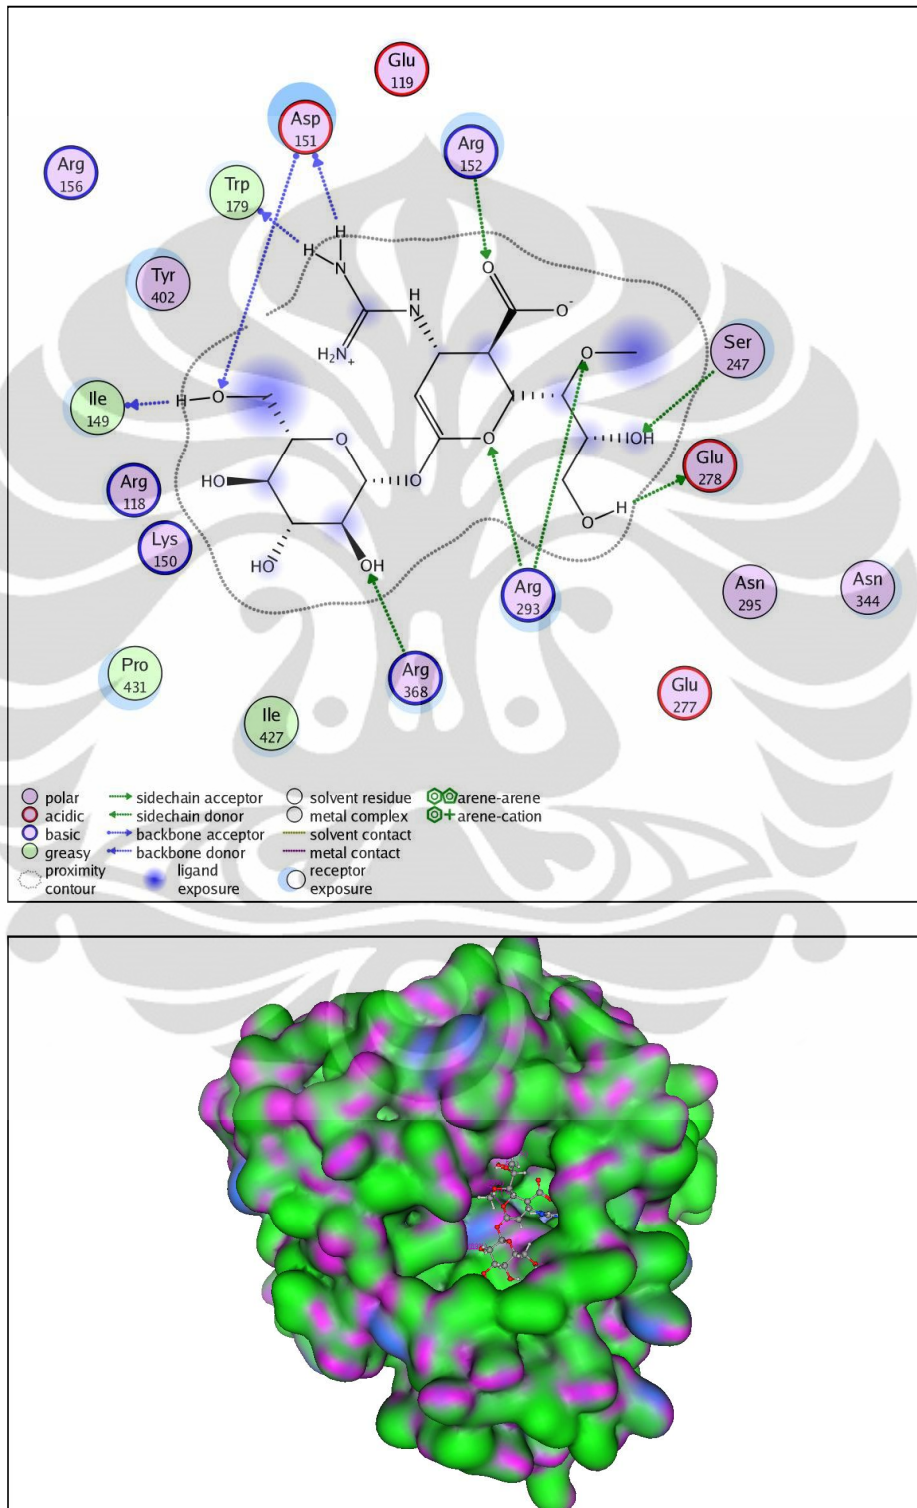 Glu
119
Asp
151
Arg
152
Arg
156
Trp
179
H
H
N
H
N
O
O-
H₂N+
Tyr
402
Ser
247
O
Ile
149
H
O
O
O
IOH
Glu
278
HO
O
Arg
118
O
H
Lys
150
HO
OH
Arg
293
Asn
295
Asn
344
Pro
431
Arg
368
Glu
277
Ile
427
polar
sidechain acceptor
solvent residue
arene-arene
acidic
sidechain donor
metal complex
arene-cation
basic
backbone acceptor
solvent contact
greasy
backbone donor
metal contact
proximity
contour
ligand
exposure
receptor
exposure